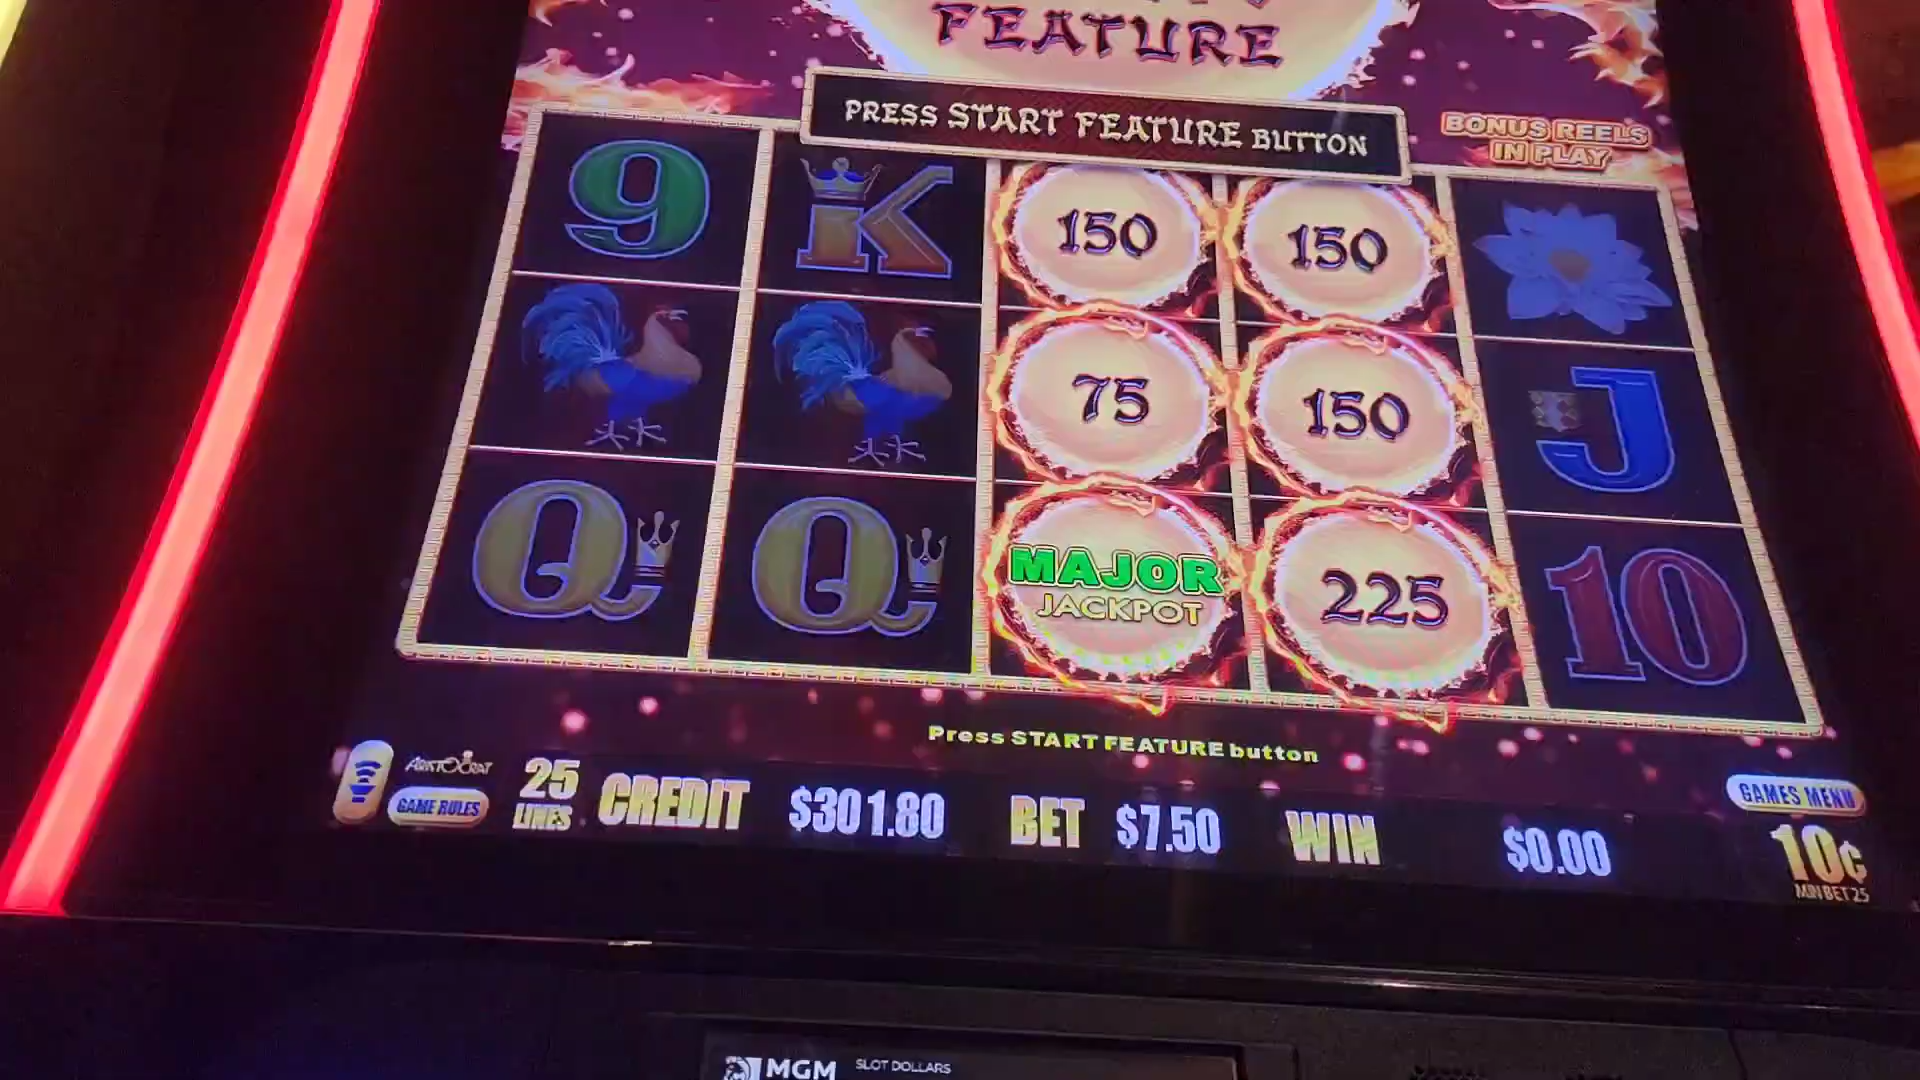 FEATURE
PRESS START FEATURE BUTTON
BONUS REELS
IN PLAY
9
K
150
150
75
150
J
Q
Q
MAJOR
JACKPOT
225
10
Press START FEATURE button
ARISTOCRAT
GAME RULES
25
LINES
CREDIT $301.80
BET $7.50
WIN $0.00
GAMES MENU
10¢
MIN BET 25
MGM SLOT DOLLARS